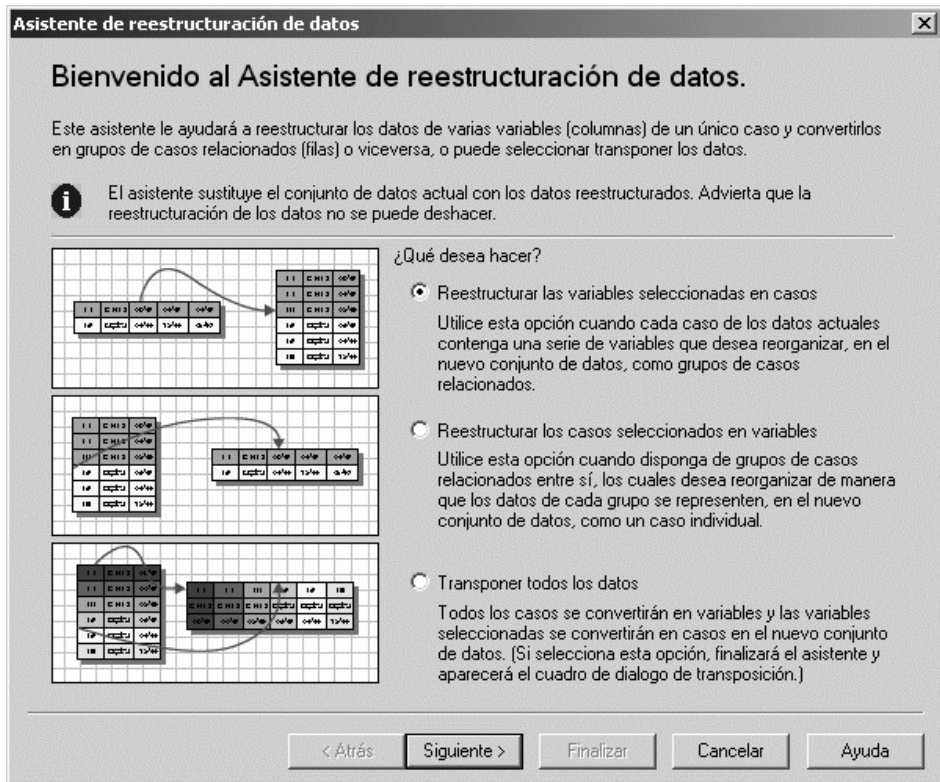 Asistente de reestructuración de datos
Bienvenido al Asistente de reestructuración de datos.
Este asistente le ayudará a reestructurar los datos de varias variables (columnas) de un único caso y convertirlos
en grupos de casos relacionados (filas) o viceversa, o puede seleccionar transponer los datos.
El asistente sustituye el conjunto de datos actual con los datos reestructurados. Advierta que la
reestructuración de los datos no se puede deshacer.
¿Qué desea hacer?
Reestructurar las variables seleccionadas en casos
Utilice esta opción cuando cada caso de los datos actuales
contenga una serie de variables que desea reorganizar, en el
nuevo conjunto de datos, como grupos de casos
relacionados.
Reestructurar los casos seleccionados en variables
Utilice esta opción cuando disponga de grupos de casos
relacionados entre sí, los cuales desea reorganizar de manera
que los datos de cada grupo se representen, en el nuevo
conjunto de datos, como un caso individual.
Transponer todos los datos
Todos los casos se convertirán en variables y las variables
seleccionadas se convertirán en casos en el nuevo conjunto
de datos. (Si selecciona esta opción, finalizará el asistente y
aparecerá el cuadro de dialogo de transposición.)
< Atrás
Siguiente >
Finalizar
Cancelar
Ayuda